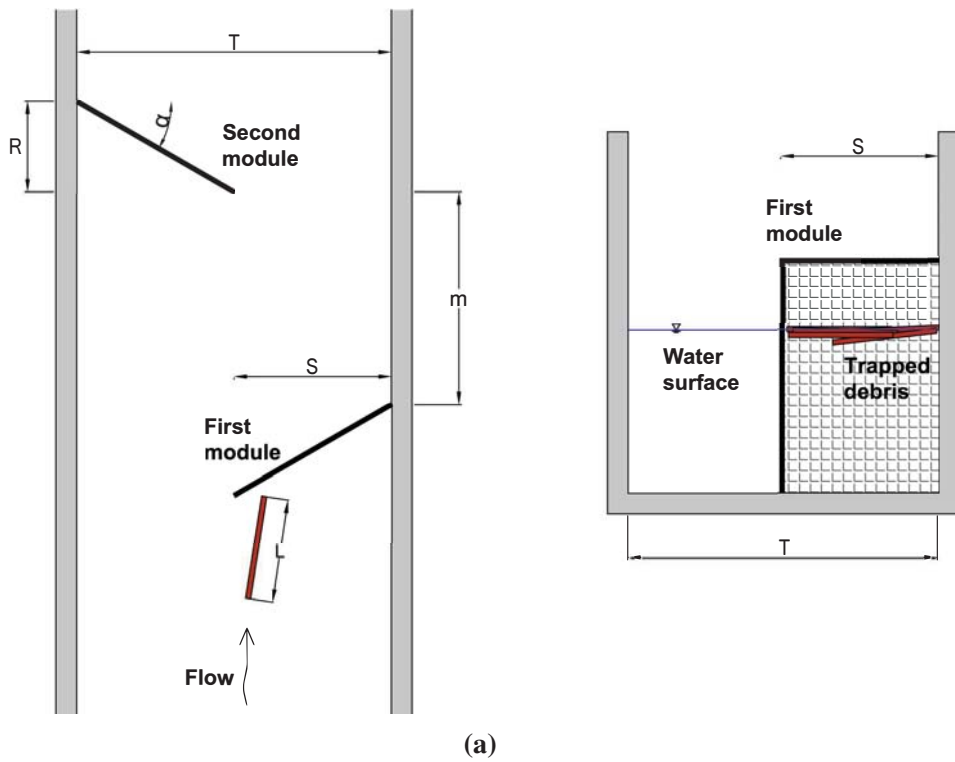 T
α
R
Second
module
m
S
First
module
L
Flow
S
First
module
Water
surface
Trapped
debris
T
(a)